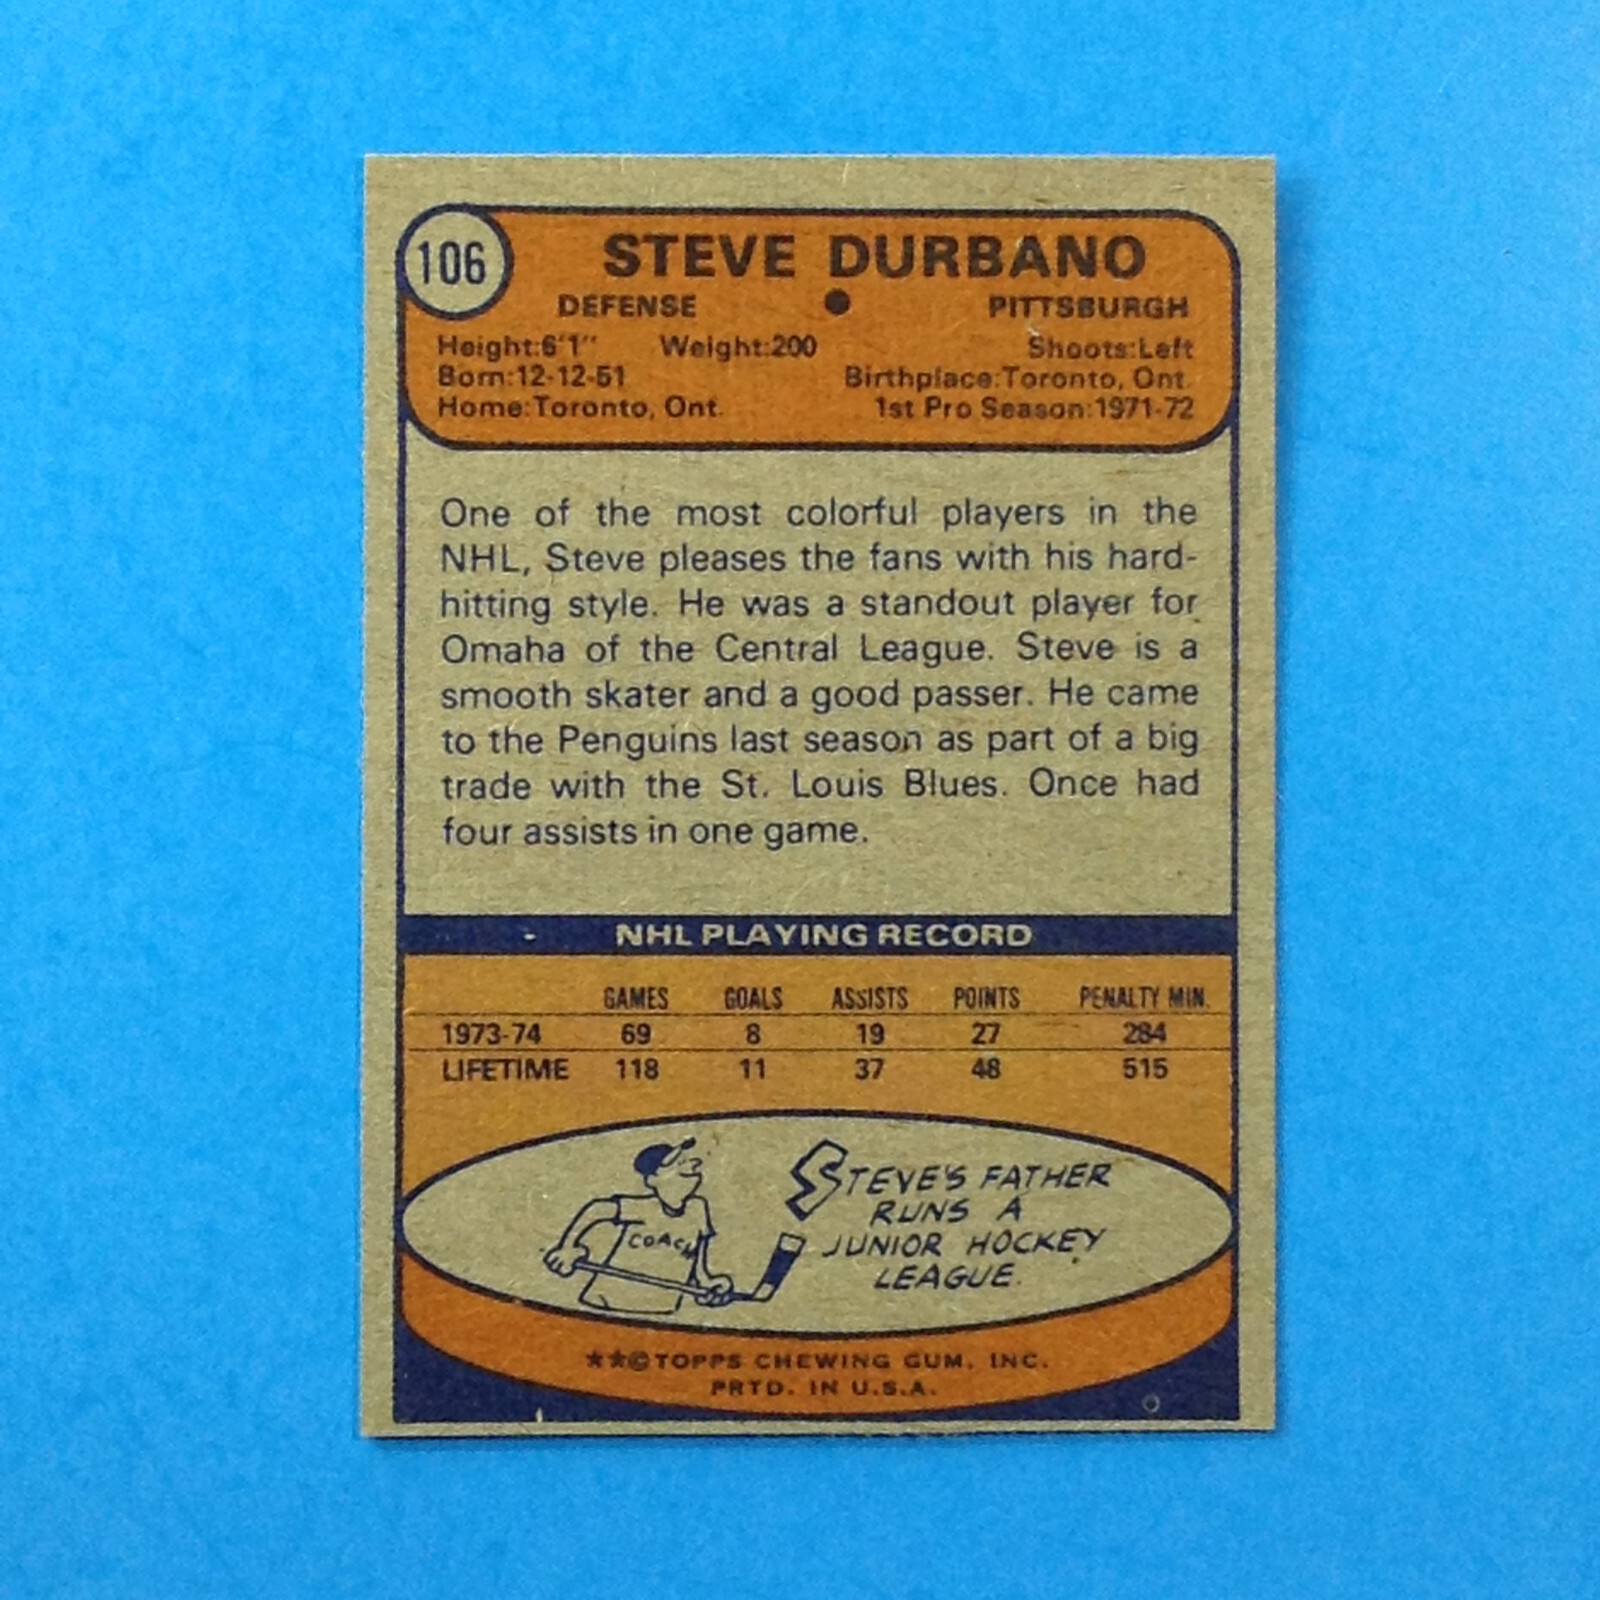 106
STEVE DURBANO
DEFENSE ● PITTSBURGH
Height:6'1" Weight:200 Shoots:Left
Born:12-12-51 Birthplace:Toronto, Ont.
Home:Toronto, Ont. 1st Pro Season:1971-72
One of the most colorful players in the
NHL, Steve pleases the fans with his hard-
hitting style. He was a standout player for
Omaha of the Central League. Steve is a
smooth skater and a good passer. He came
to the Penguins last season as part of a big
trade with the St. Louis Blues. Once had
four assists in one game.
NHL PLAYING RECORD
GAMES GOALS ASSISTS POINTS PENALTY MIN.
1973-74 69 8 19 27 284
LIFETIME 118 11 37 48 515
COACH
STEVE'S FATHER
RUNS A
JUNIOR HOCKEY
LEAGUE.
★★©TOPPS CHEWING GUM, INC.
PRTD. IN U.S.A.